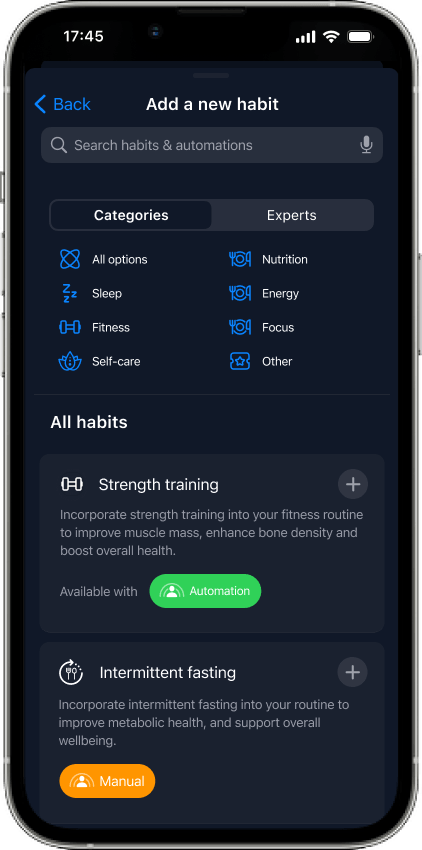 17:45
Back
Add a new habit
Search habits & automations
Categories
Experts
All options
Nutrition
Sleep
Energy
Fitness
Focus
Self-care
Other
All habits
Strength training
Incorporate strength training into your fitness routine
to improve muscle mass, enhance bone density and
boost overall health.
Available with
Automation
Intermittent fasting
Incorporate intermittent fasting into your routine to
improve metabolic health, and support overall
wellbeing.
Manual